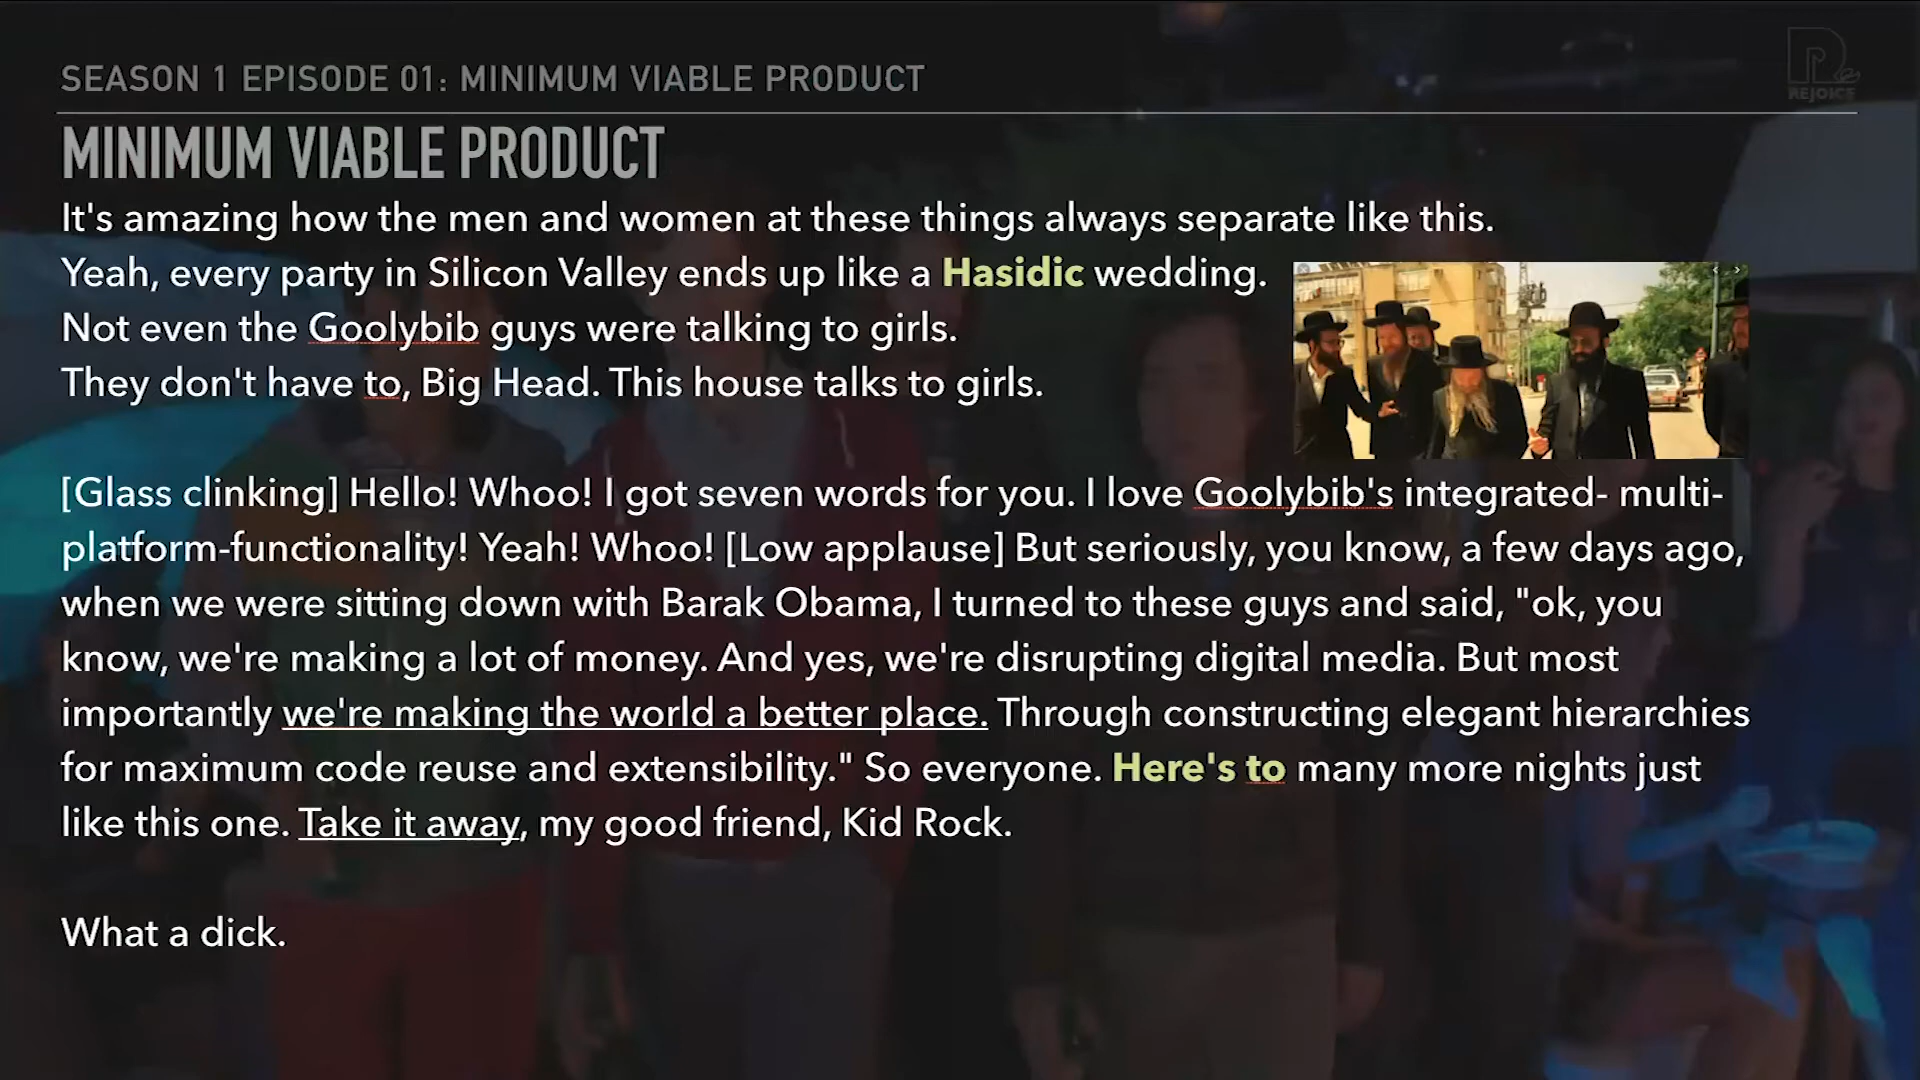 SEASON 1 EPISODE 01: MINIMUM VIABLE PRODUCT
REJOICE
MINIMUM VIABLE PRODUCT
It's amazing how the men and women at these things always separate like this.
Yeah, every party in Silicon Valley ends up like a Hasidic wedding.
Not even the Goolybib guys were talking to girls.
They don't have to, Big Head. This house talks to girls.
[Glass clinking] Hello! Whoo! I got seven words for you. I love Goolybib's integrated- multi-
platform-functionality! Yeah! Whoo! [Low applause] But seriously, you know, a few days ago,
when we were sitting down with Barak Obama, I turned to these guys and said, "ok, you
know, we're making a lot of money. And yes, we're disrupting digital media. But most
importantly we're making the world a better place. Through constructing elegant hierarchies
for maximum code reuse and extensibility." So everyone. Here's to many more nights just
like this one. Take it away, my good friend, Kid Rock.
What a dick.